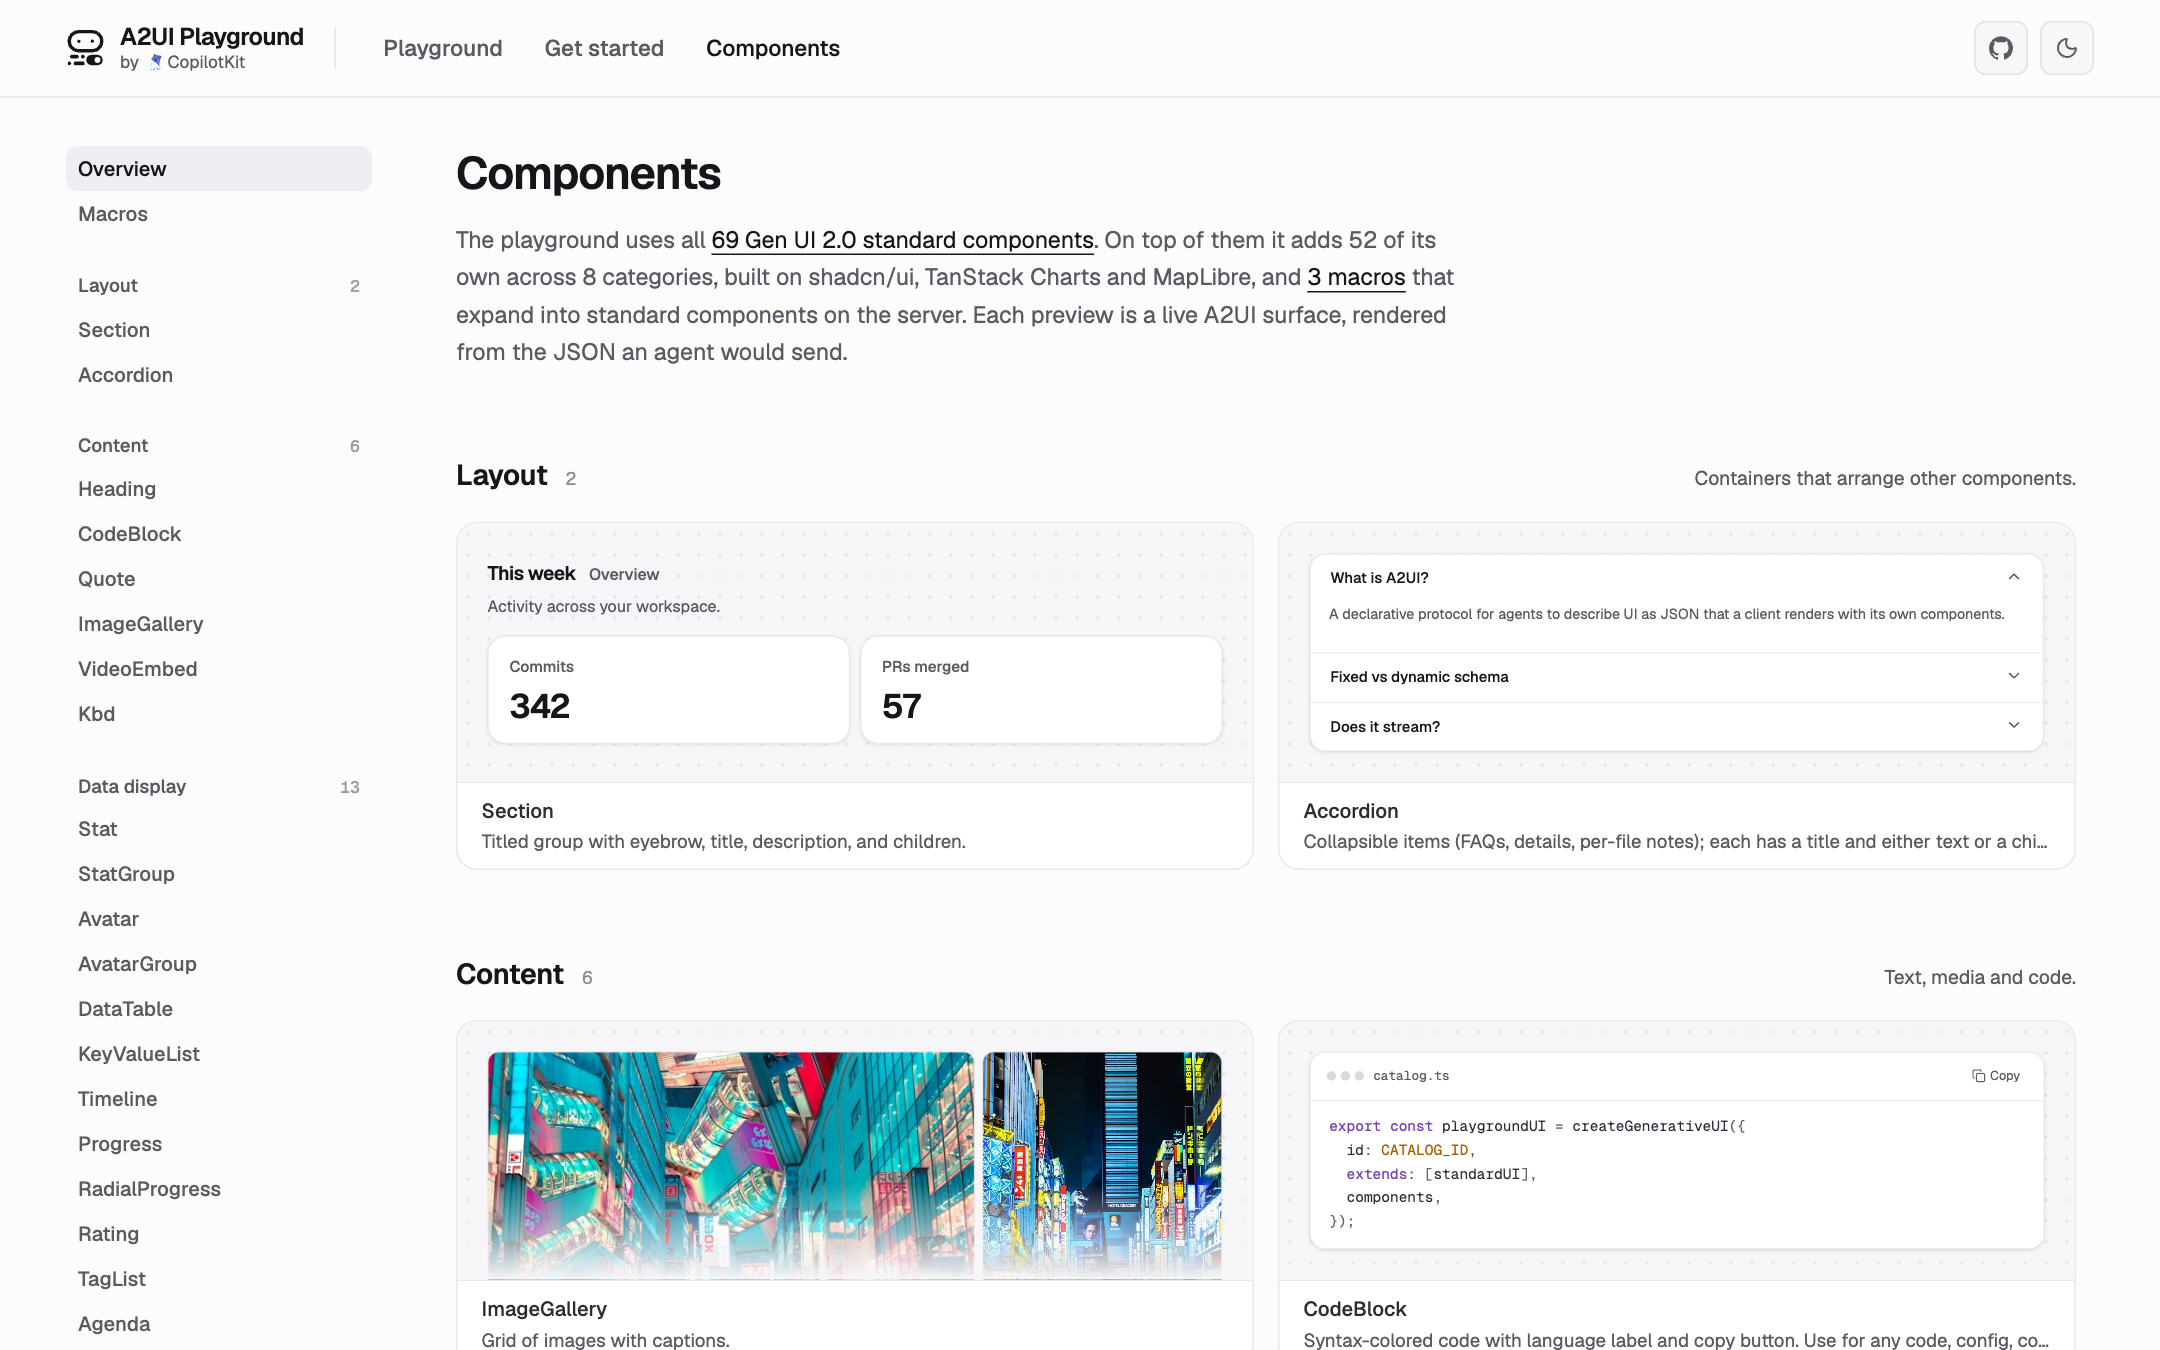 A2UI Playground
by CopilotKit
Playground
Get started
Components
Overview
Macros
Layout 2
Section
Accordion
Content 6
Heading
CodeBlock
Quote
ImageGallery
VideoEmbed
Kbd
Data display 13
Stat
StatGroup
Avatar
AvatarGroup
DataTable
KeyValueList
Timeline
Progress
RadialProgress
Rating
TagList
Agenda
Components
The playground uses all 69 Gen UI 2.0 standard components. On top of them it adds 52 of its
own across 8 categories, built on shadcn/ui, TanStack Charts and MapLibre, and 3 macros that
expand into standard components on the server. Each preview is a live A2UI surface, rendered
from the JSON an agent would send.
Layout 2
Containers that arrange other components.
This week Overview
Activity across your workspace.
Commits
342
PRs merged
57
Section
Titled group with eyebrow, title, description, and children.
What is A2UI?
A declarative protocol for agents to describe UI as JSON that a client renders with its own components.
Fixed vs dynamic schema
Does it stream?
Accordion
Collapsible items (FAQs, details, per-file notes); each has a title and either text or a chi...
Content 6
Text, media and code.
ImageGallery
Grid of images with captions.
catalog.ts
Copy
export const playgroundUI = createGenerativeUI({
id: CATALOG_ID,
extends: [standardUI],
components,
});
CodeBlock
Syntax-colored code with language label and copy button. Use for any code, config, co...